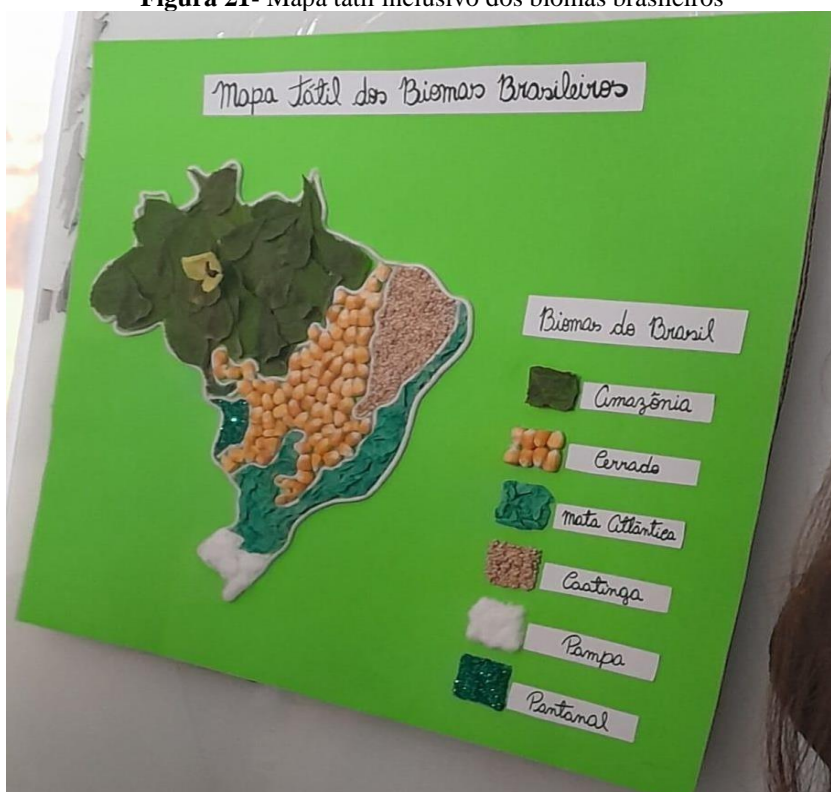 Figura 21- Mapa tátil inclusivo dos biomas brasileiros
Mapa Tátil dos Biomas Brasileiros
Biomas do Brasil
Amazônia
Cerrado
Mata Atlântica
Caatinga
Pampa
Pantanal